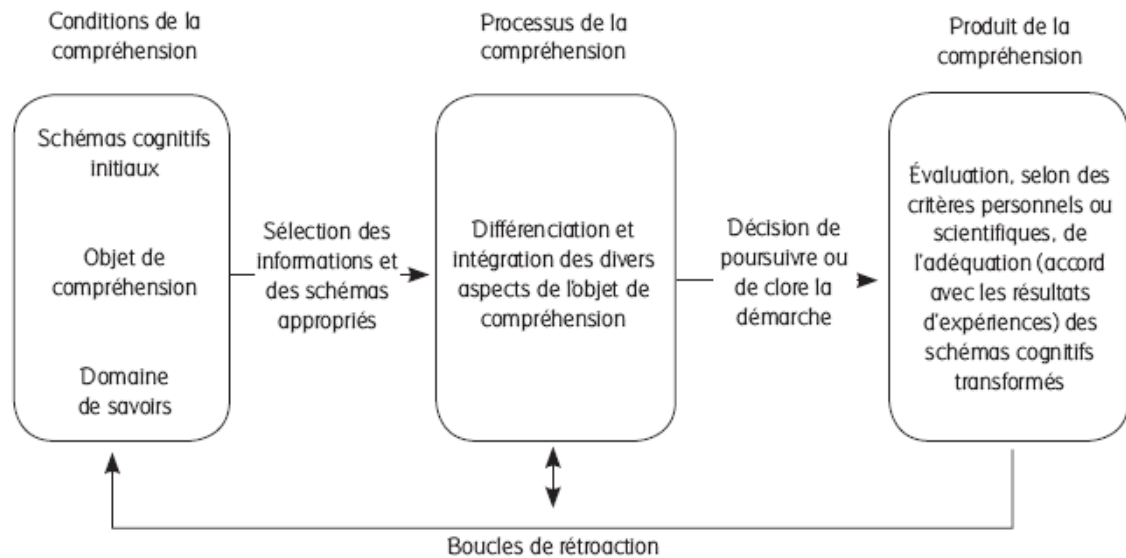 Conditions de la
compréhension
Processus de la
compréhension
Produit de la
compréhension
Schémas cognitifs
initiaux
Objet de
compréhension
Domaine
de savoirs
Sélection des
informations et
des schémas
appropriés
Différenciation et
intégration des divers
aspects de l'objet de
compréhension
Décision de
poursuivre ou
de clore la
démarche
Évaluation, selon des
critères personnels ou
scientifiques, de
l'adéquation (accord
avec les résultats
d'expériences) des
schémas cognitifs
transformés
Boucles de rétroaction